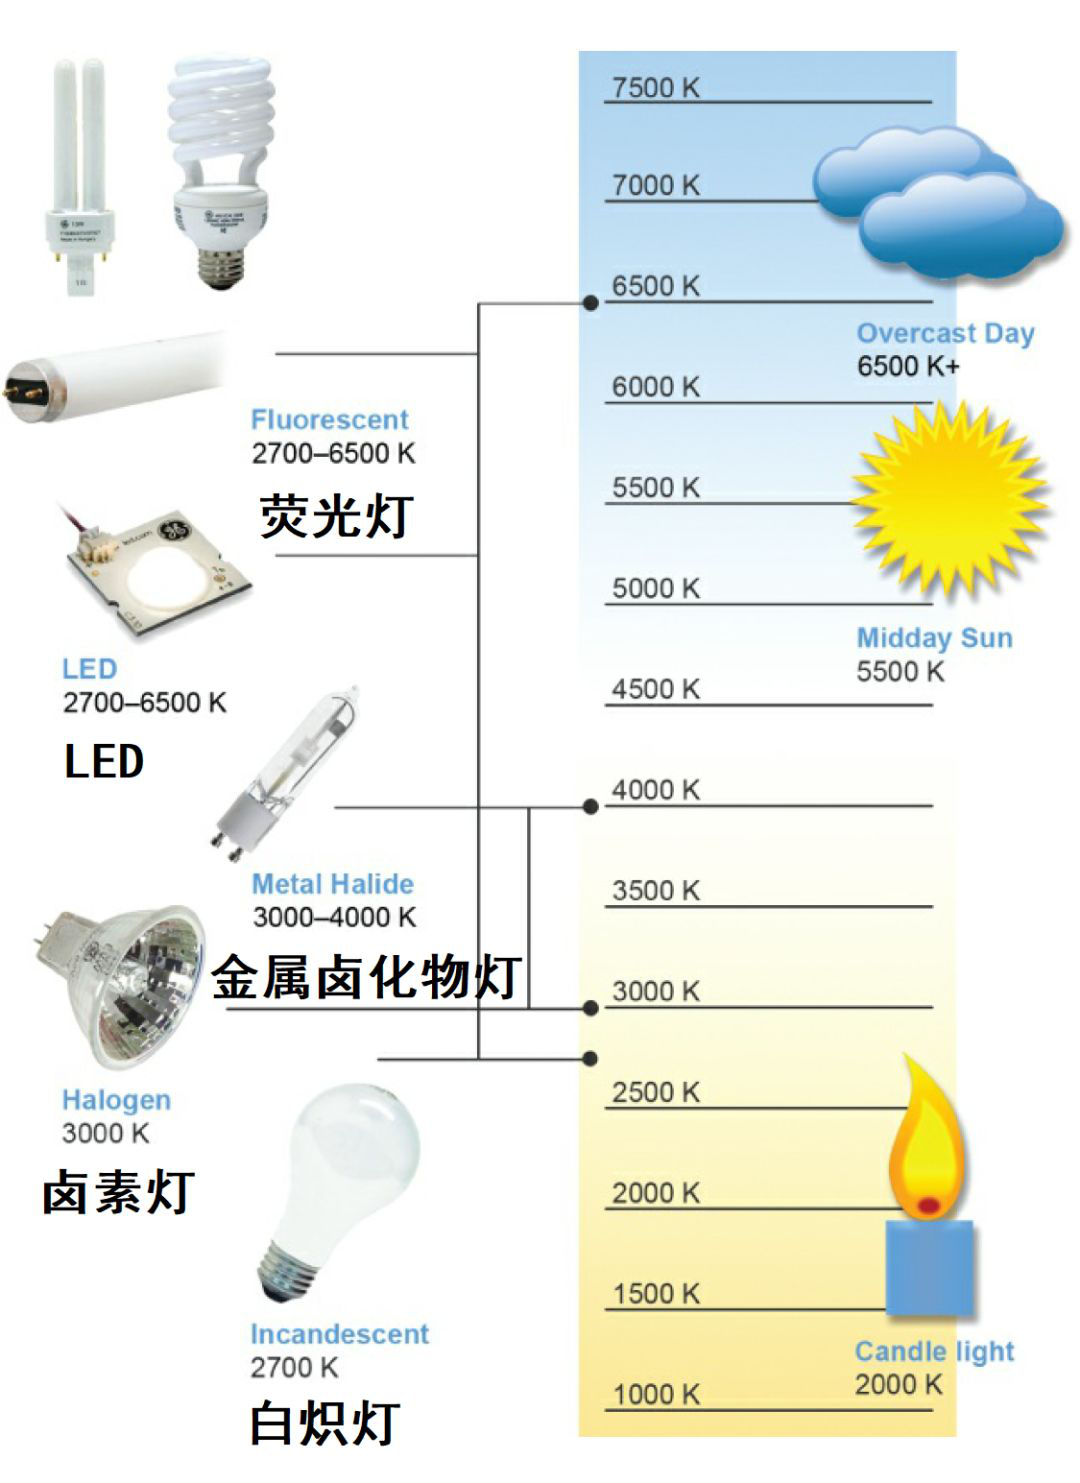 7500 K
7000 K
6500 K
Overcast Day
6500 K+
6000 K
Fluorescent
2700–6500 K
荧光灯
5500 K
5000 K
Midday Sun
5500 K
LED
2700–6500 K
LED
4500 K
4000 K
Metal Halide
3000–4000 K
金属卤化物灯
3500 K
3000 K
Halogen
3000 K
卤素灯
2500 K
2000 K
1500 K
Incandescent
2700 K
白炽灯
Candle light
2000 K
1000 K